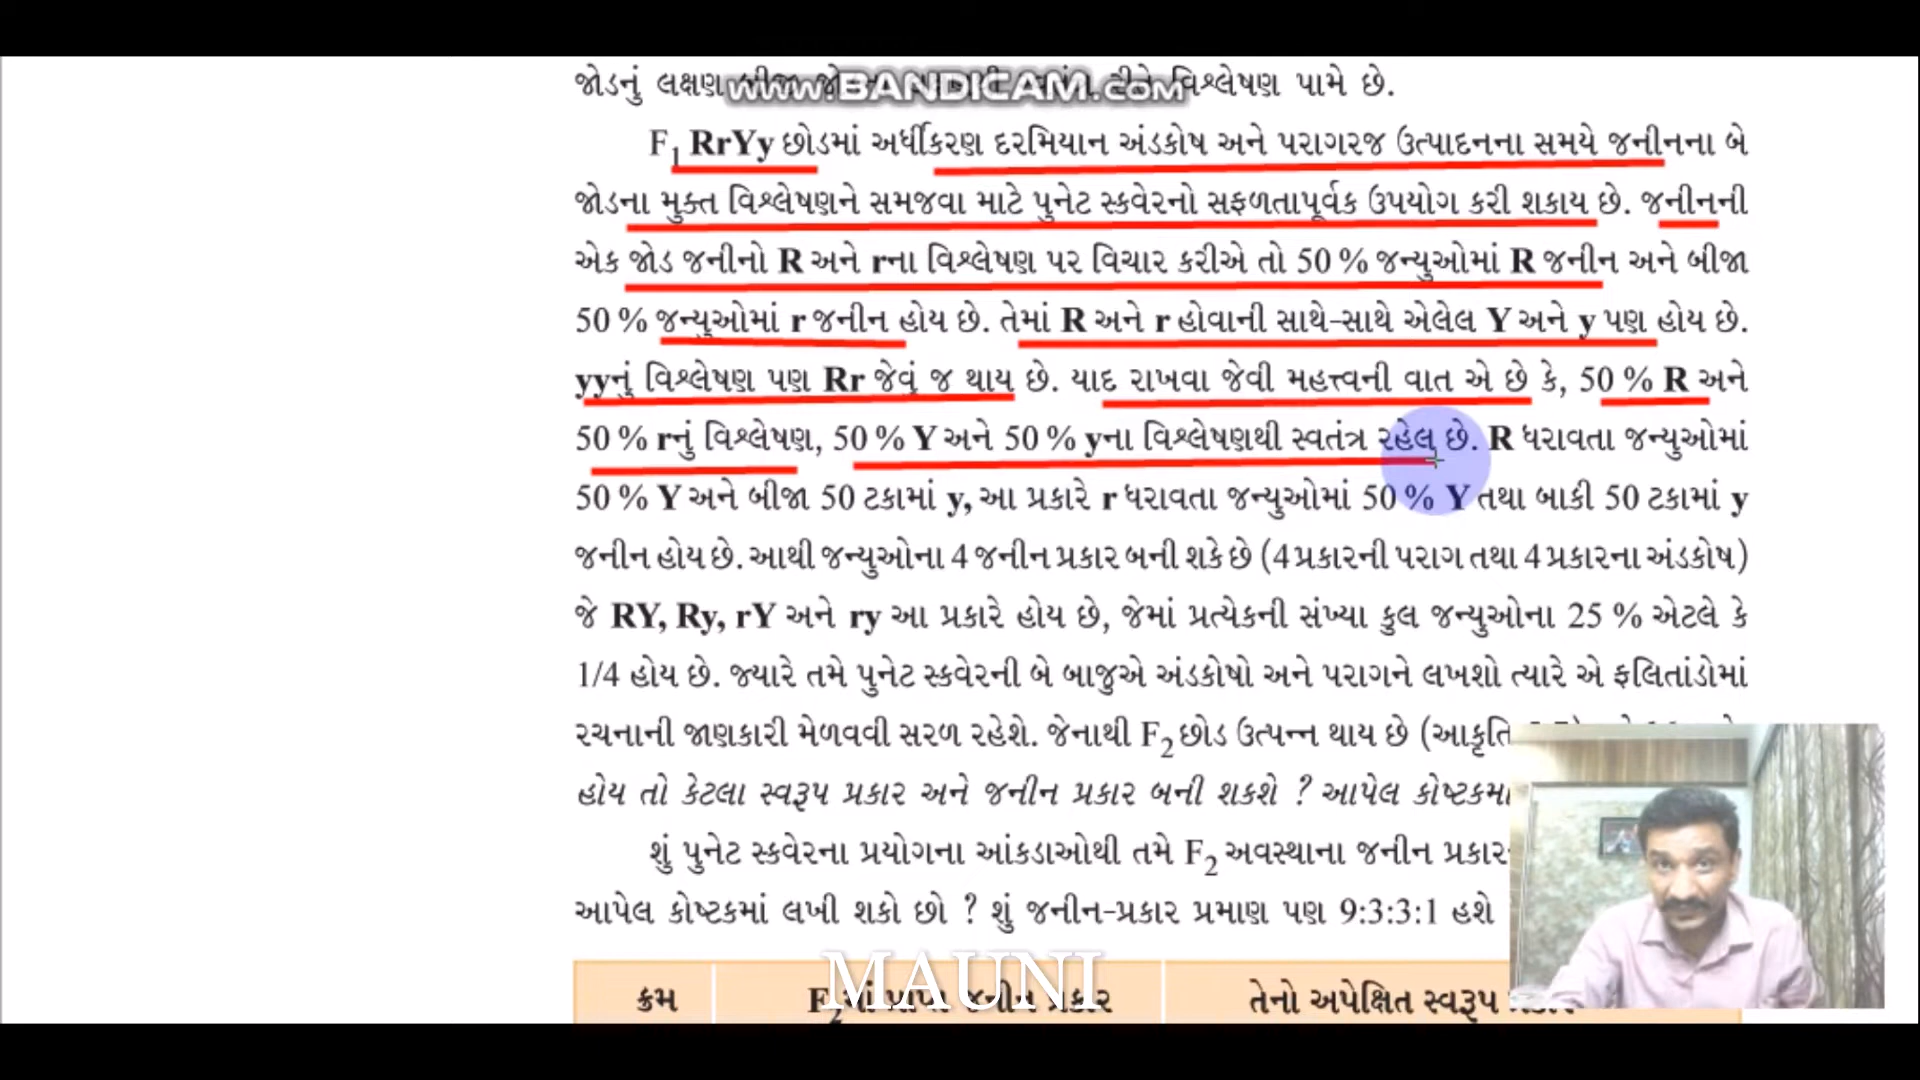 www.BANDICAM.com
જોડનું લક્ષણ વિશ્લેષણ પામે છે.
F1 RrYy છોડમાં અર્ધીકરણ દરમિયાન અંડકોષ અને પરાગરજ ઉત્પાદનના સમયે જનીનના બે
જોડના મુક્ત વિશ્લેષણને સમજવા માટે પુનેટ સ્કવેરનો સફળતાપૂર્વક ઉપયોગ કરી શકાય છે. જનીનની
એક જોડ જનીનો R અને rના વિશ્લેષણ પર વિચાર કરીએ તો 50 % જન્યુઓમાં R જનીન અને બીજા
50 % જન્યુઓમાં r જનીન હોય છે. તેમાં R અને r હોવાની સાથે-સાથે એલેલ Y અને y પણ હોય છે.
yyનું વિશ્લેષણ પણ Rr જેવું જ થાય છે. યાદ રાખવા જેવી મહત્ત્વની વાત એ છે કે, 50 % R અને
50 % rનું વિશ્લેષણ, 50 % Y અને 50 % yના વિશ્લેષણથી સ્વતંત્ર રહેલ છે. R ધરાવતા જન્યુઓમાં
50 % Y અને બીજા 50 ટકામાં y, આ પ્રકારે r ધરાવતા જન્યુઓમાં 50 % Y તથા બાકી 50 ટકામાં y
જનીન હોય છે. આથી જન્યુઓના 4 જનીન પ્રકાર બની શકે છે (4 પ્રકારની પરાગ તથા 4 પ્રકારના અંડકોષ)
જે RY, Ry, rY અને ry આ પ્રકારે હોય છે, જેમાં પ્રત્યેકની સંખ્યા કુલ જન્યુઓના 25 % એટલે કે
1/4 હોય છે. જ્યારે તમે પુનેટ સ્કવેરની બે બાજુએ અંડકોષો અને પરાગને લખશો ત્યારે એ ફલિતાંડોમાં
રચનાની જાણકારી મેળવવી સરળ રહેશે. જેનાથી F2 છોડ ઉત્પન્ન થાય છે (આકૃતિ
હોય તો કેટલા સ્વરૂપ પ્રકાર અને જનીન પ્રકાર બની શકશે ? આપેલ કોષ્ટકમાં
શું પુનેટ સ્કવેરના પ્રયોગના આંકડાઓથી તમે F2 અવસ્થાના જનીન
આપેલ કોષ્ટકમાં લખી શકો છો ? શું જનીન-પ્રકાર પ્રમાણ પણ 9:3:3:1 હશે
MAUNI
ક્રમ F2 જનીન પ્રકાર તેનો અપેક્ષિત સ્વરૂપ